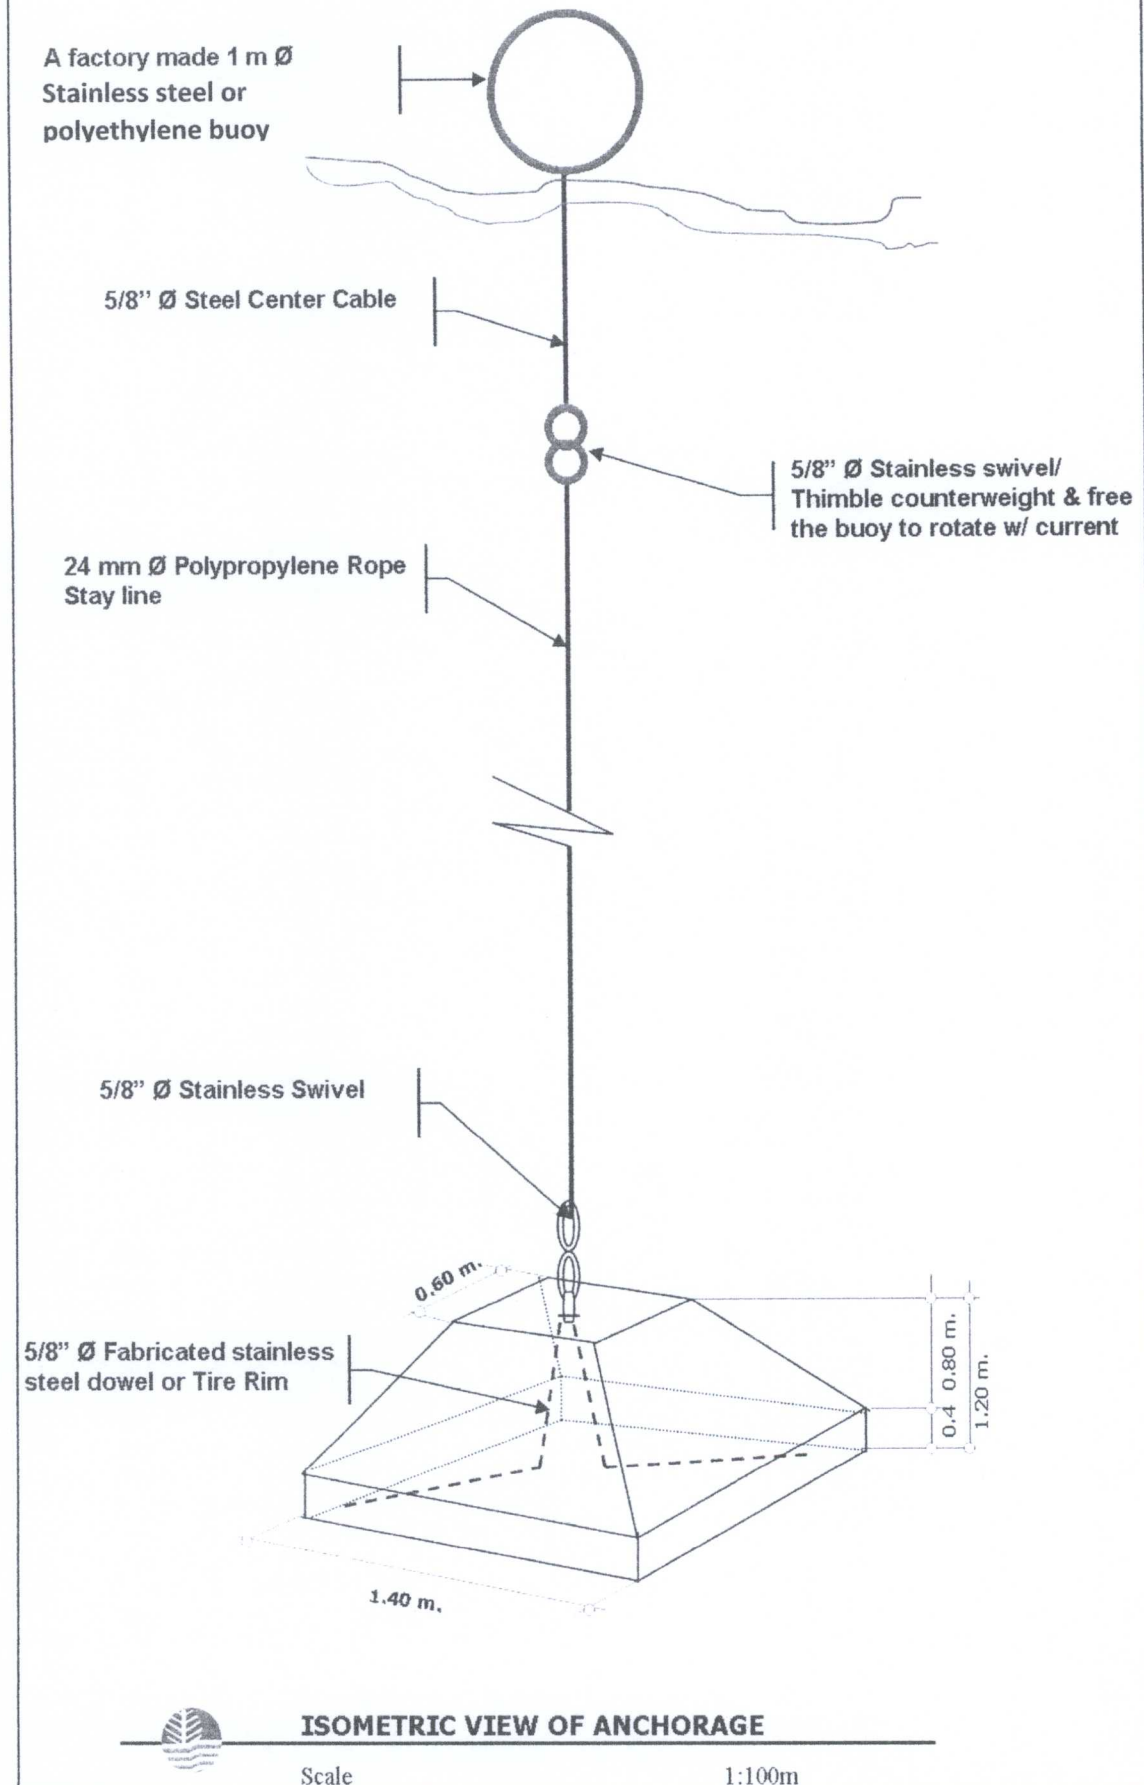 A factory made 1 m Ø
Stainless steel or
polyethylene buoy
5/8” Ø Steel Center Cable
5/8” Ø Stainless swivel/
Thimble counterweight & free
the buoy to rotate w/ current
24 mm Ø Polypropylene Rope
Stay line
5/8” Ø Stainless Swivel
0.60 m.
5/8” Ø Fabricated stainless
steel dowel or Tire Rim
0.4 0.80 m.
1.20 m.
1.40 m.
ISOMETRIC VIEW OF ANCHORAGE
Scale 1:100m